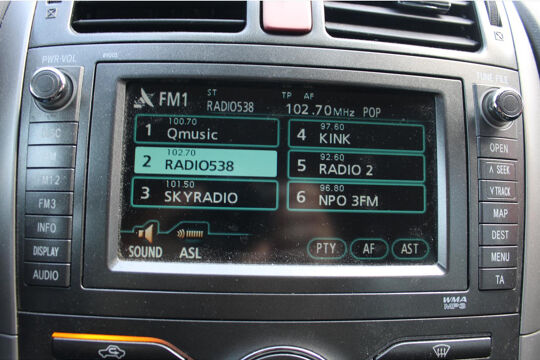 PWR·VOL
TUNE·FILE
FM1
ST
RADIO538
TP AF
102.70MHz POP
100.70
1 Qmusic
97.60
4 KINK
102.70
2 RADIO538
92.60
5 RADIO 2
101.50
3 SKYRADIO
96.80
6 NPO 3FM
SOUND
ASL
PTY
AF
AST
DISC
FM3
INFO
DISPLAY
AUDIO
OPEN
∧ SEEK
∨ TRACK
MAP
DEST
MENU
TA
WMA
MP3